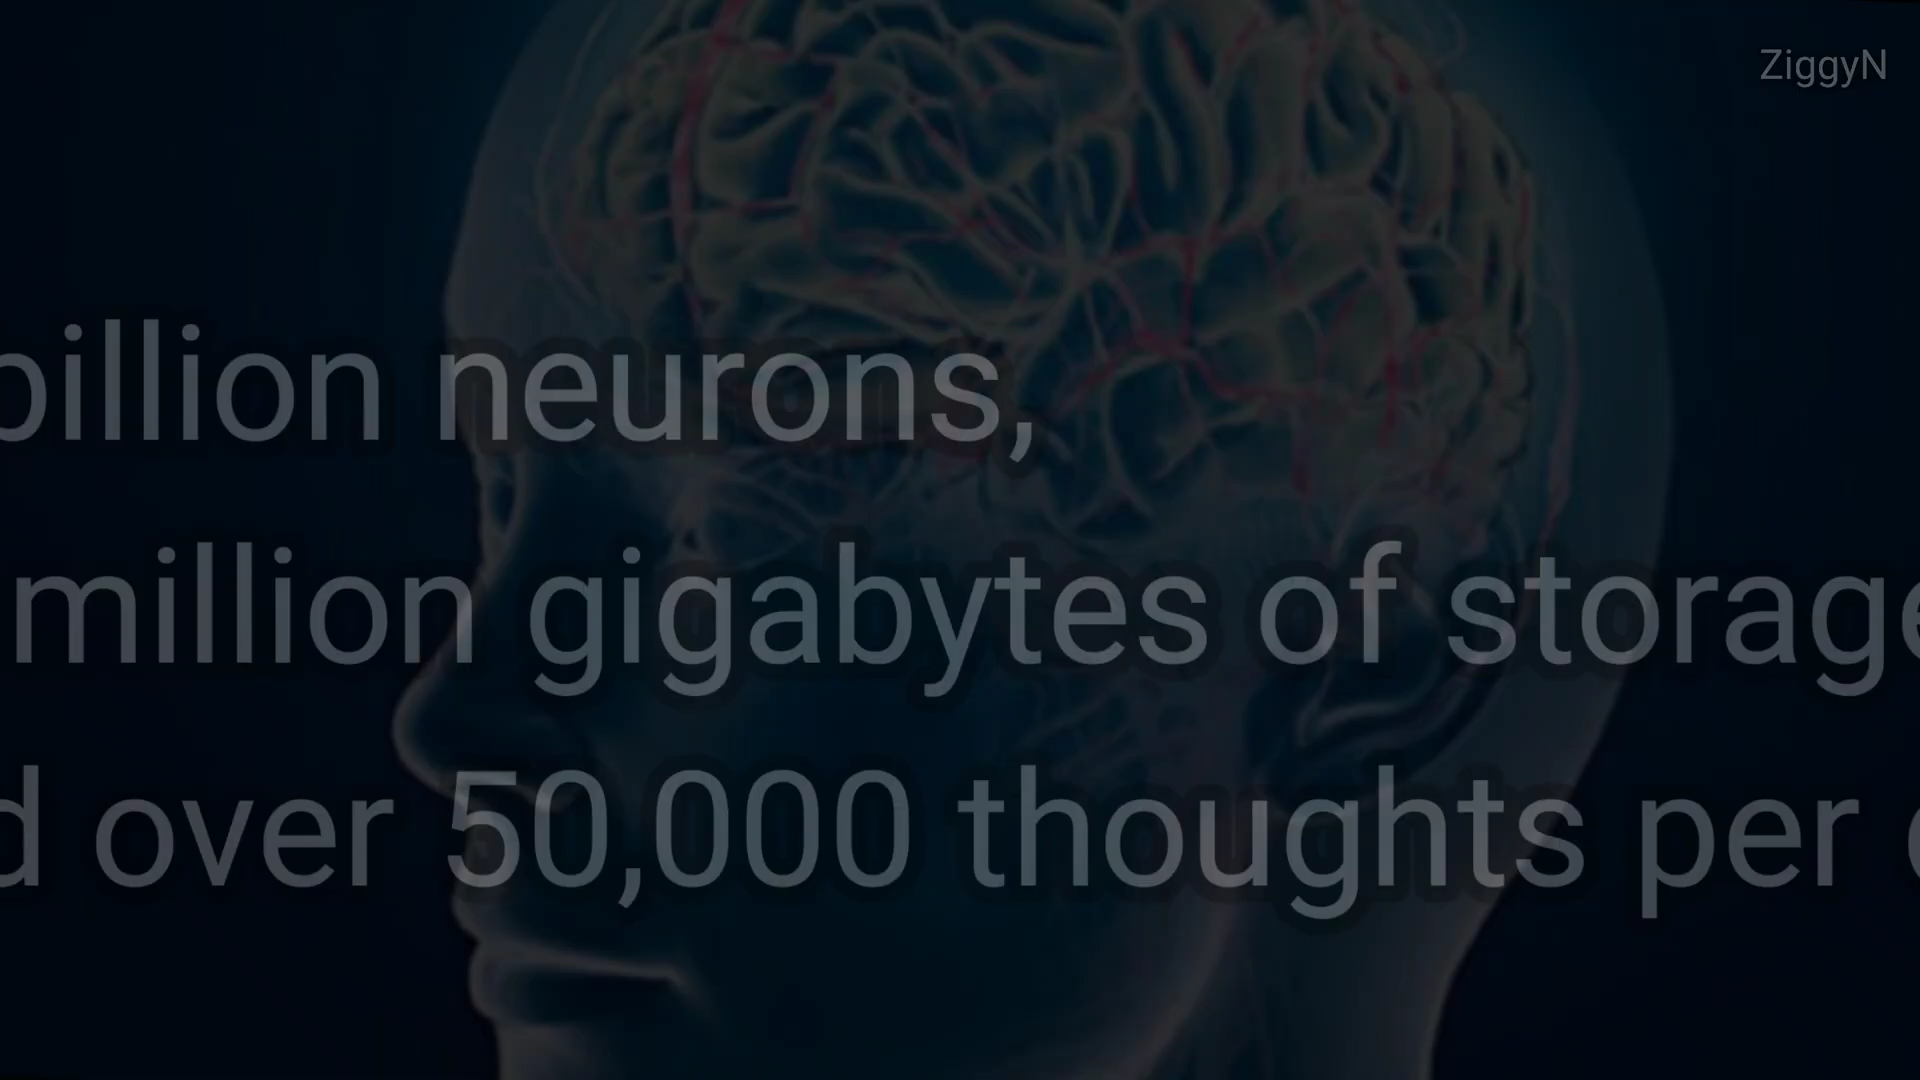 ZiggyN
billion neurons,
million gigabytes of storage
d over 50,000 thoughts per